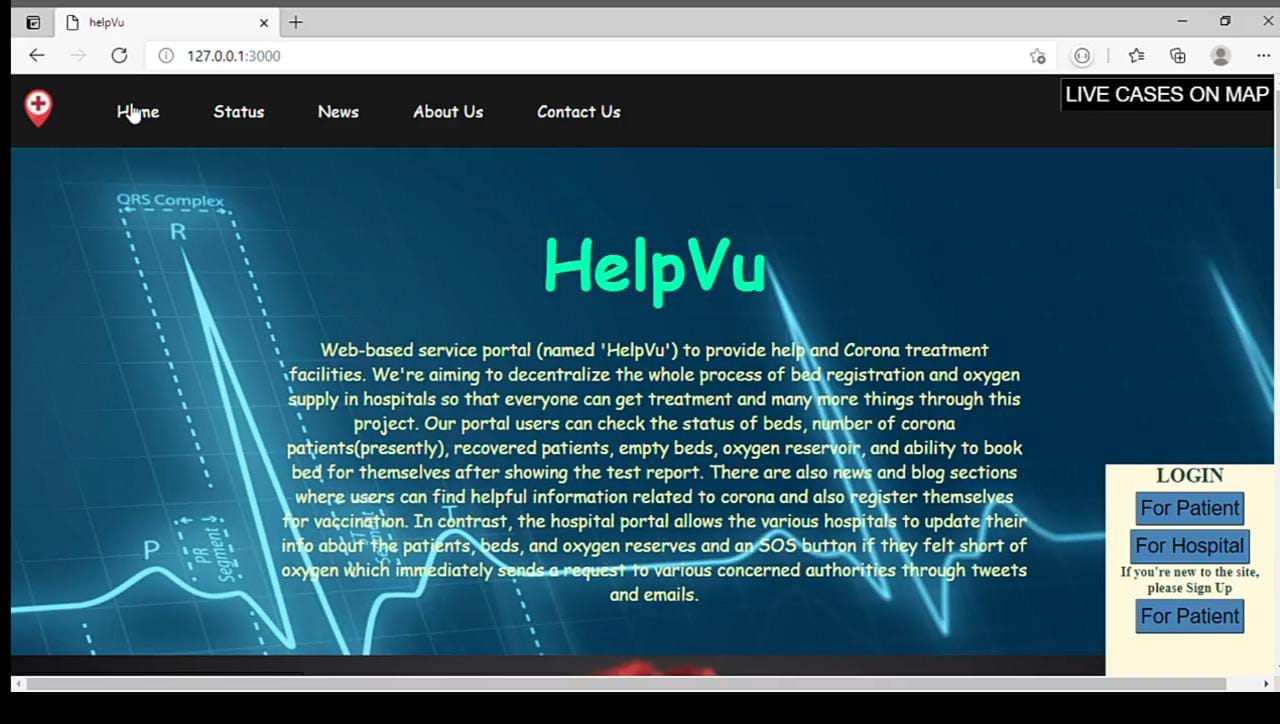 helpVu
127.0.0.1:3000
Home Status News About Us Contact Us
LIVE CASES ON MAP
QRS Complex
R
HelpVu
Web-based service portal (named 'HelpVu') to provide help and Corona treatment
facilities. We're aiming to decentralize the whole process of bed registration and oxygen
supply in hospitals so that everyone can get treatment and many more things through this
project. Our portal users can check the status of beds, number of corona
patients(presently), recovered patients, empty beds, oxygen reservoir, and ability to book
bed for themselves after showing the test report. There are also news and blog sections
where users can find helpful information related to corona and also register themselves
for vaccination. In contrast, the hospital portal allows the various hospitals to update their
info about the patients, beds, and oxygen reserves and an SOS button if they felt short of
oxygen which immediately sends a request to various concerned authorities through tweets
and emails.
P
PR
Segment
T
LOGIN
For Patient
For Hospital
If you're new to the site,
please Sign Up
For Patient